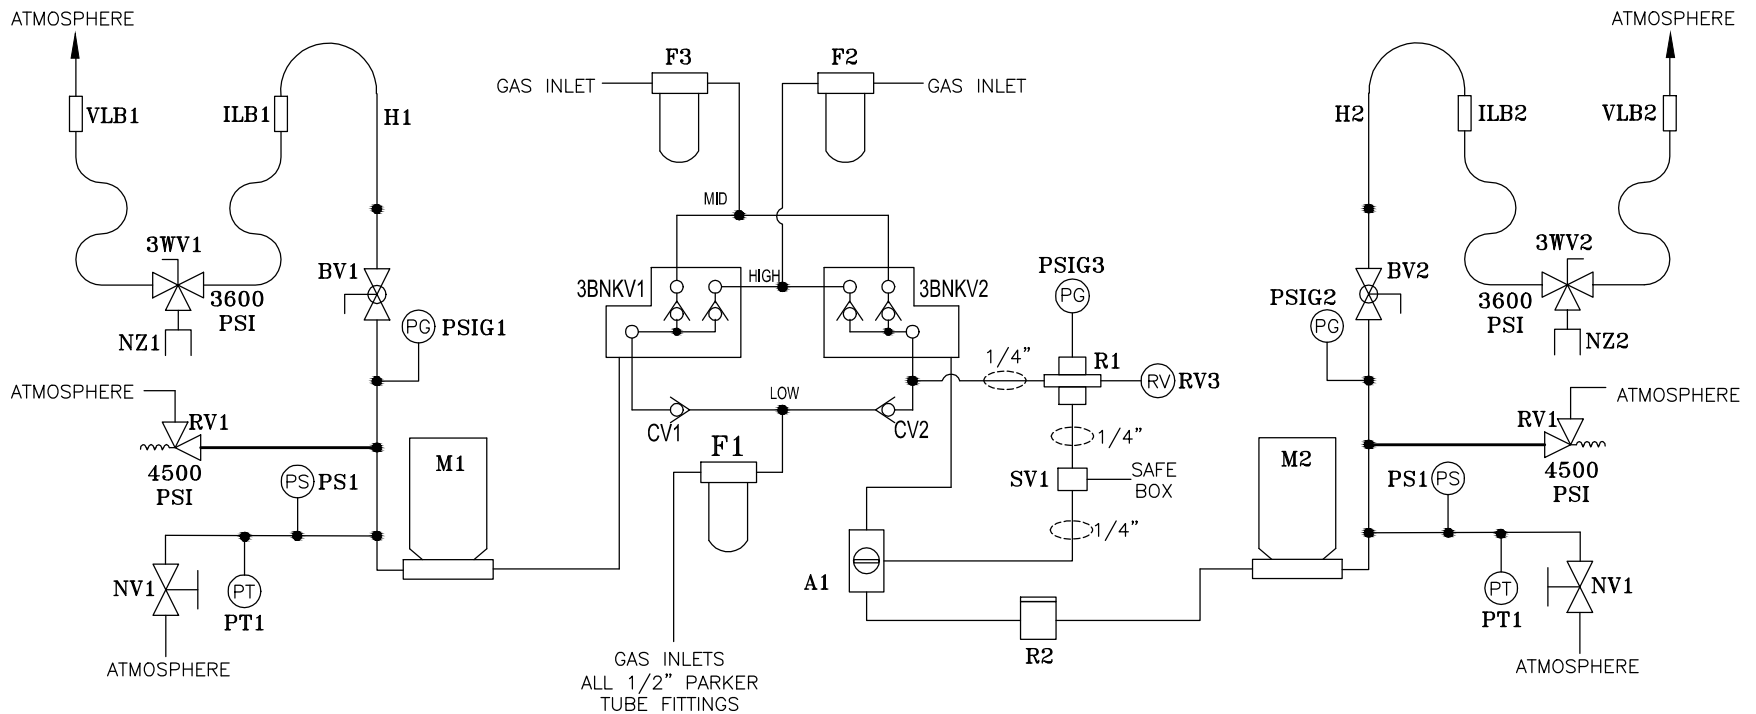 ATMOSPHERE
ATMOSPHERE
F3
F2
GAS INLET
GAS INLET
VLB1
ILB1
H1
H2
ILB2
VLB2
MID
3WV1
BV1
3600
PSI
NZ1
PG
PSIG1
3BNKV1
HIGH
3BNKV2
PSIG3
PG
PSIG2
PG
BV2
3WV2
3600
PSI
NZ2
1/4"
R1
RV
RV3
ATMOSPHERE
RV1
4500
PSI
LOW
CV1
CV2
F1
1/4"
ATMOSPHERE
RV1
4500
PSI
M1
M2
PS
PS1
SV1
SAFE
BOX
PS1
PS
1/4"
NV1
PT
PT1
A1
PT
PT1
NV1
R2
ATMOSPHERE
ATMOSPHERE
GAS INLETS
ALL 1/2" PARKER
TUBE FITTINGS